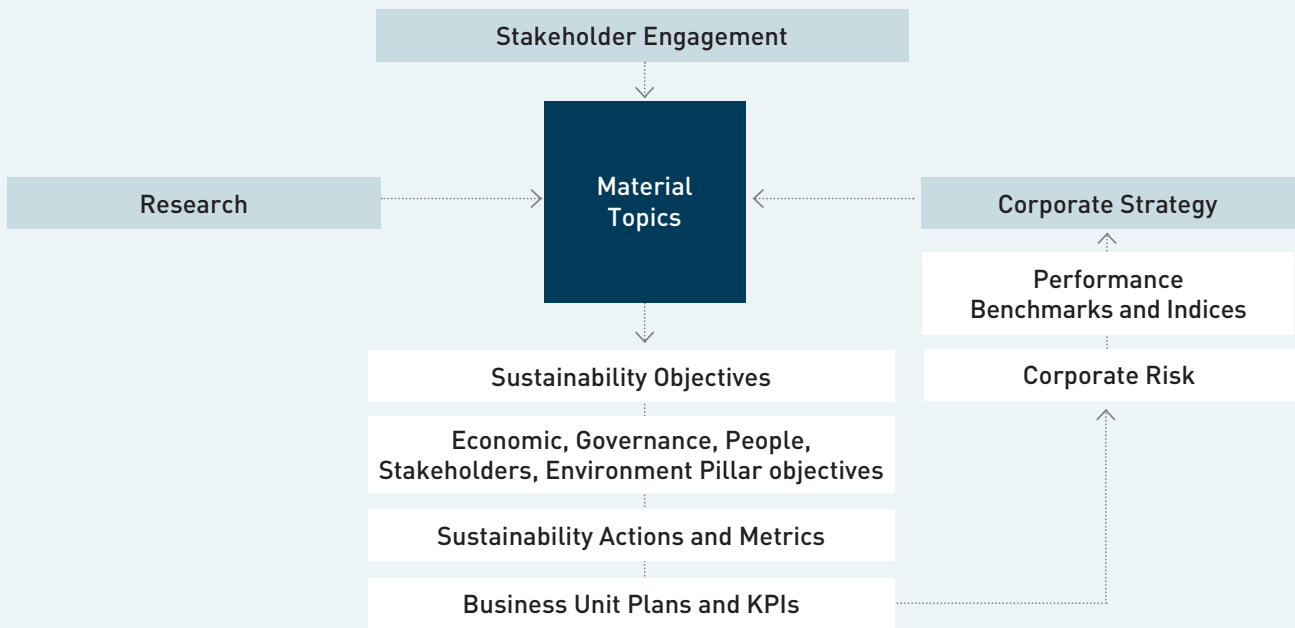 Stakeholder Engagement
Material
Topics
Research
Corporate Strategy
Performance
Benchmarks and Indices
Corporate Risk
Sustainability Objectives
Economic, Governance, People,
Stakeholders, Environment Pillar objectives
Sustainability Actions and Metrics
Business Unit Plans and KPIs